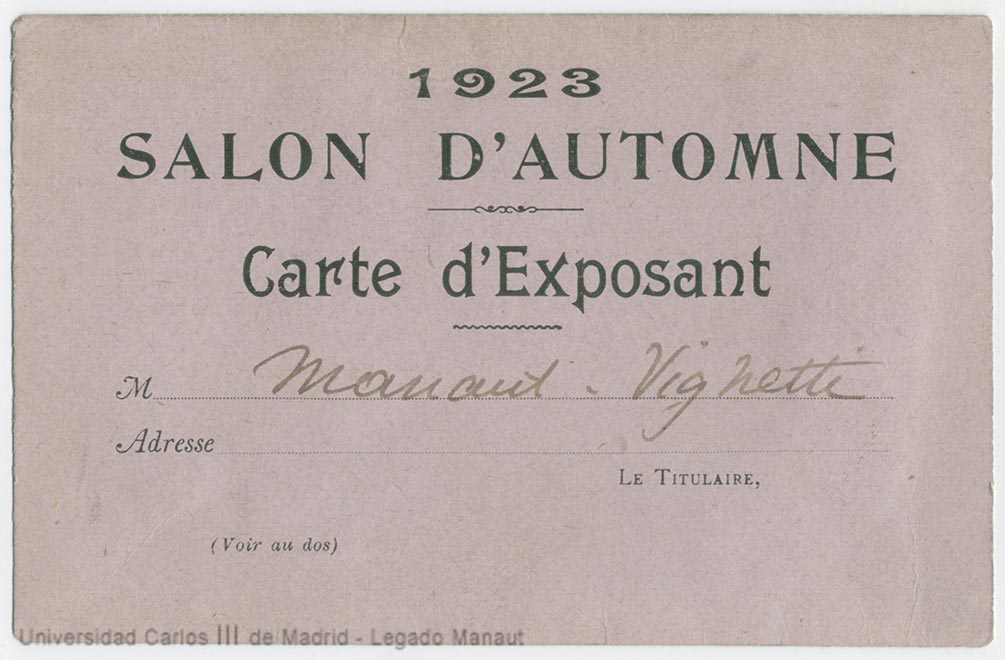 1923
SALON D'AUTOMNE
Carte d'Exposant
M Manaut - Vignetti
Adresse
LE TITULAIRE,
(Voir au dos)
Universidad Carlos III de Madrid - Legado Manaut